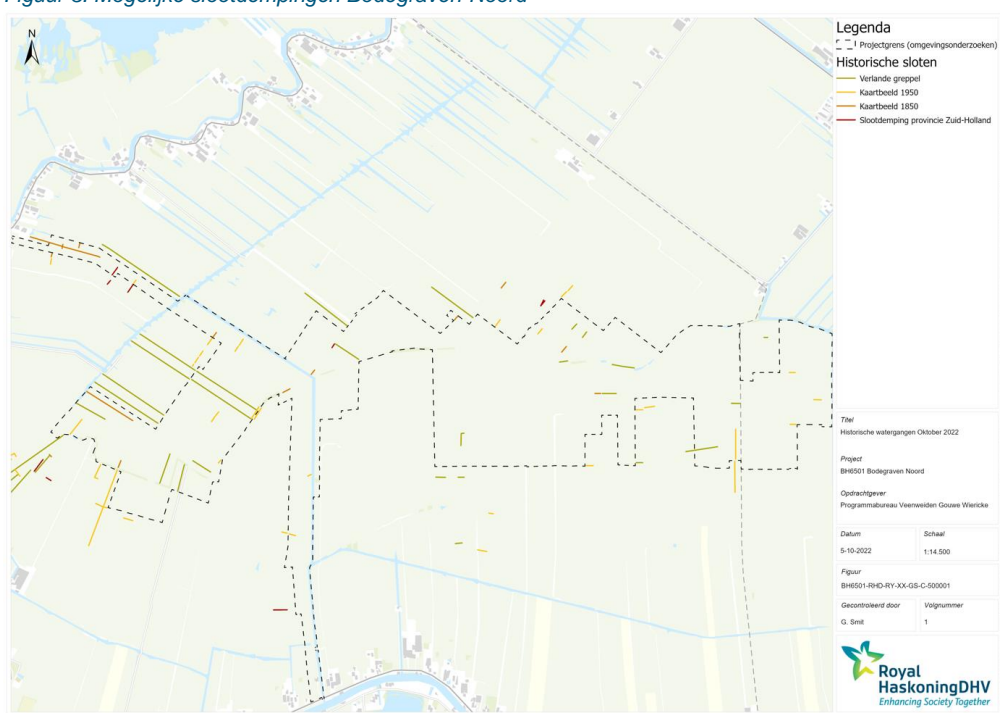 Figuur 3: Mogelijke slootdempingen Bodegraven Noord
N
Legenda
Projectgrens (omgevingsonderzoeken)
Historische sloten
Verlande greppel
Kaartbeeld 1950
Kaartbeeld 1850
Slootdemping provincie Zuid-Holland
Titel
Historische watergangen Oktober 2022
Project
BH6501 Bodegraven Noord
Opdrachtgever
Programmabureau Veenweiden Gouwe Wiericke
Datum
Schaal
5-10-2022
1:14.500
Figuur
BH6501-RHD-RY-XX-GS-C-500001
Gecontroleerd door
Volgnummer
G. Smit
1
Royal
HaskoningDHV
Enhancing Society Together